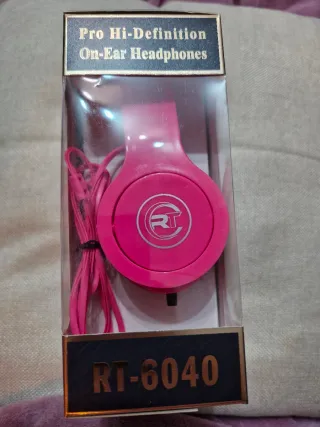 Pro Hi-Definition
On-Ear Headphones
RT
RT-6040